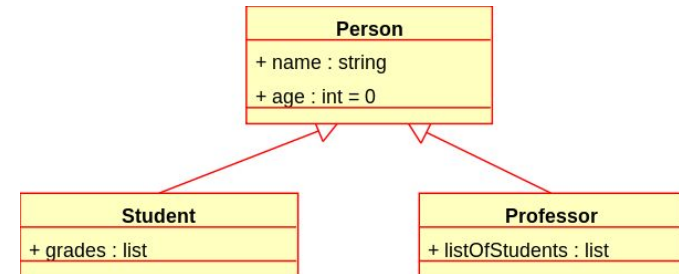 Person
+ name : string
+ age : int = 0
Student
+ grades : list
Professor
+ listOfStudents : list